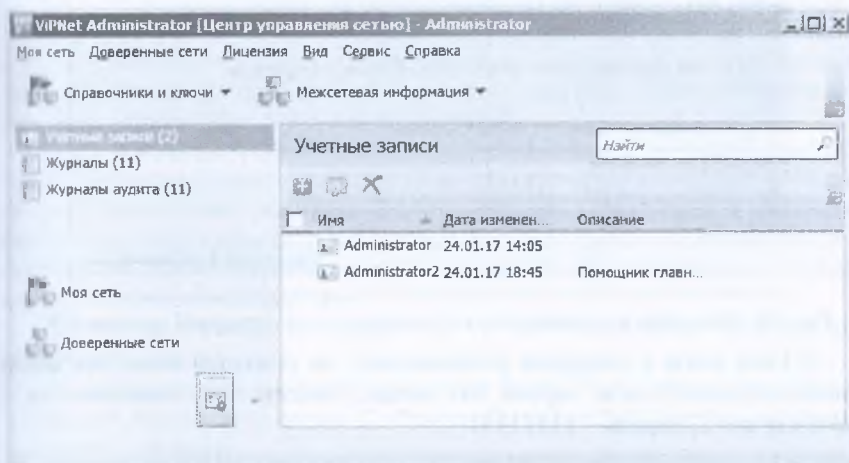 ViPNet Administrator [Центр управления сетью] - Administrator
Моя сеть Доверенные сети Лицензия Вид Сервис Справка
Справочники и ключи Межсетевая информация
Учетные записи (2)
Журналы (11)
Журналы аудита (11)
Моя сеть
Доверенные сети
Учетные записи
Найти
Имя Дата изменен... Описание
Administrator 24.01.17 14:05
Administrator2 24.01.17 18:45 Помощник главн...